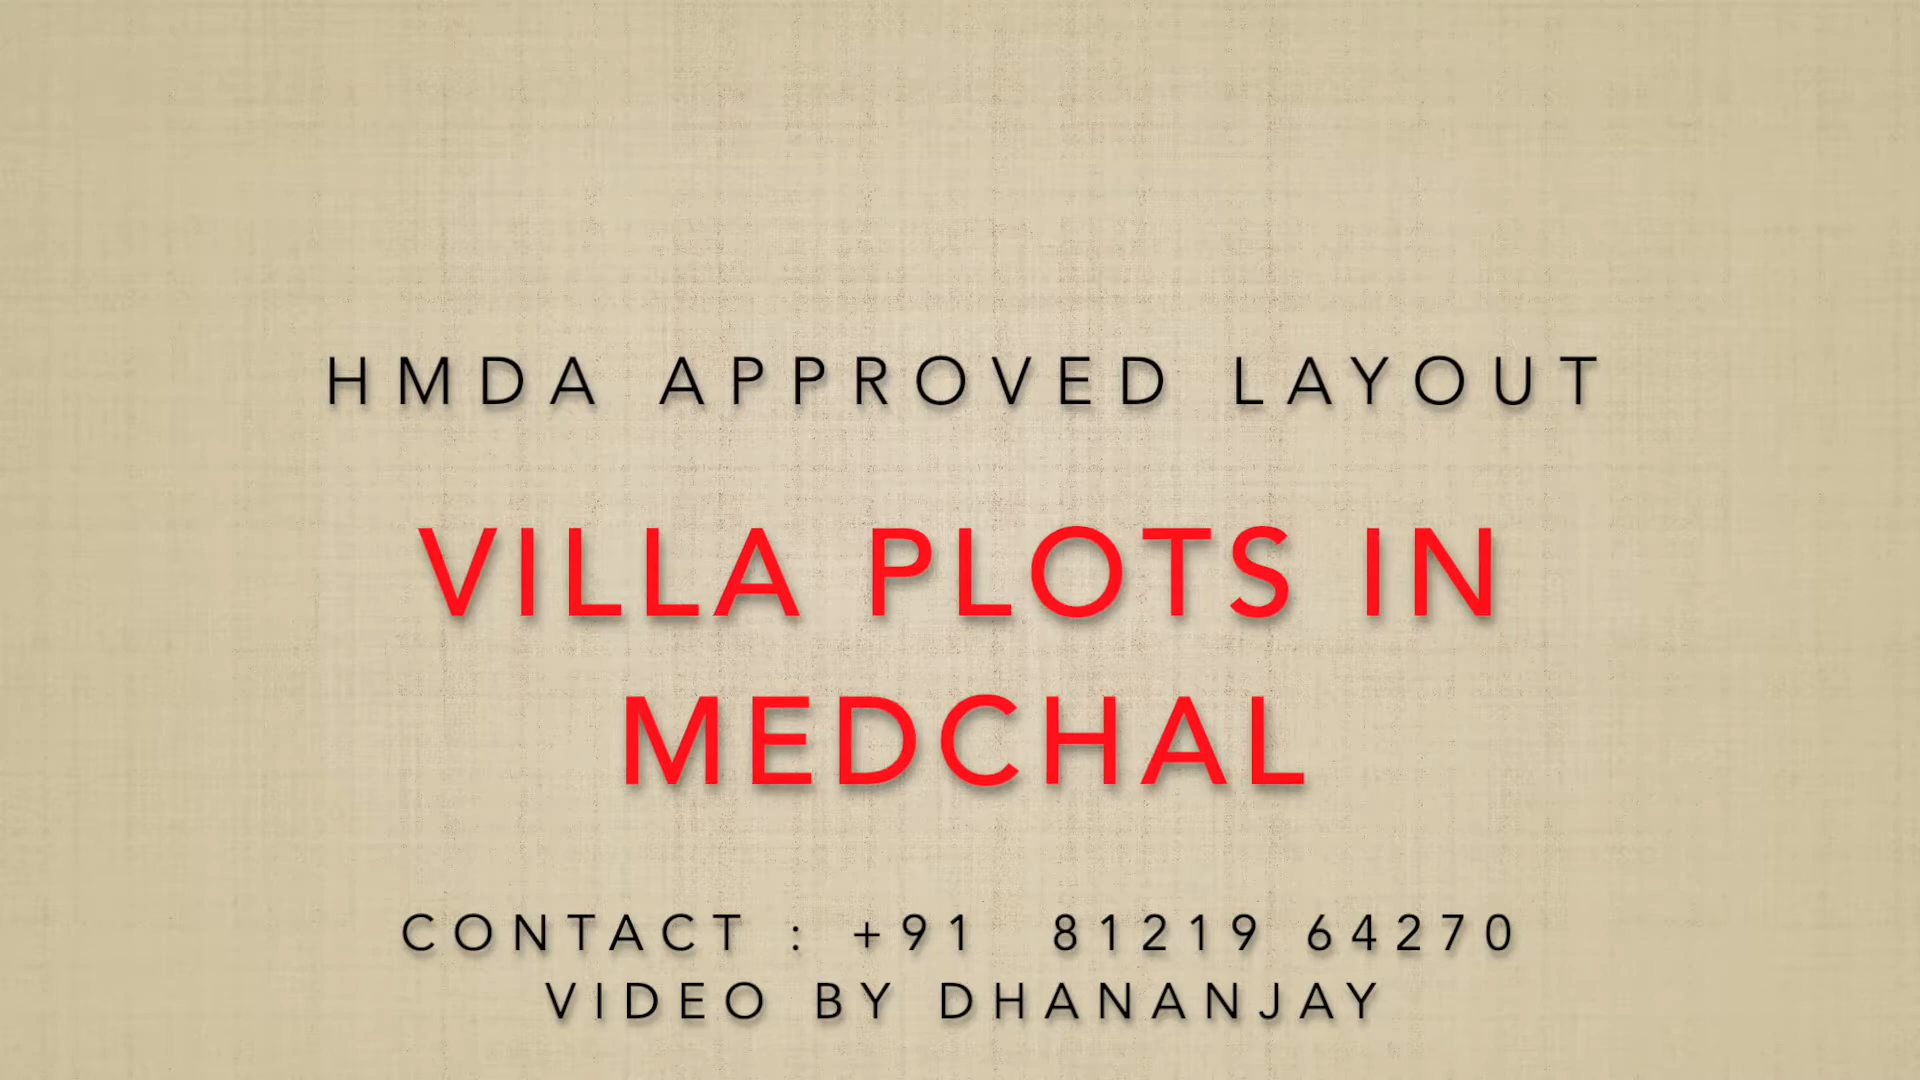 HMDA APPROVED LAYOUT
VILLA PLOTS IN
MEDCHAL
CONTACT : +91  81219 64270
VIDEO BY DHANANJAY